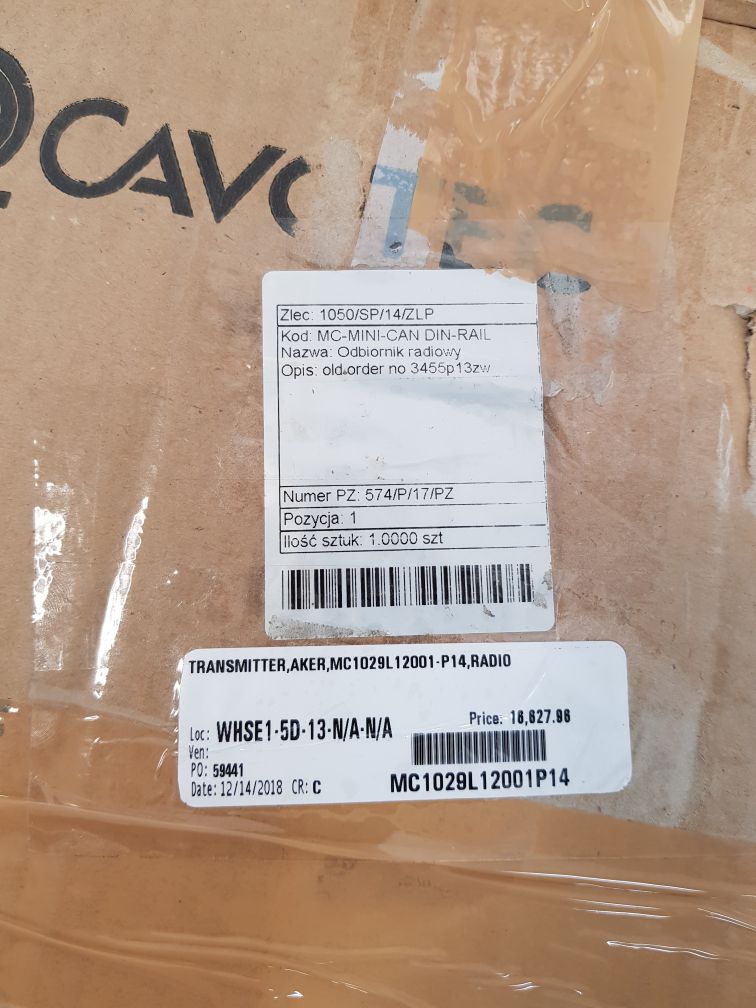 CAVOTEC
Zlec: 1050/SP/14/ZLP
Kod: MC-MINI-CAN DIN-RAIL
Nazwa: Odbiornik radiowy
Opis: old order no 3455p13zw
Numer PZ: 574/P/17/PZ
Pozycja: 1
Ilość sztuk: 1.0000 szt
TRANSMITTER,AKER,MC1029L12001-P14,RADIO
Price: 16,627.96
Loc: WHSE1-5D-13-N/A-N/A
Ven:
PO: 59441
Date: 12/14/2018 CR: C
MC1029L12001P14